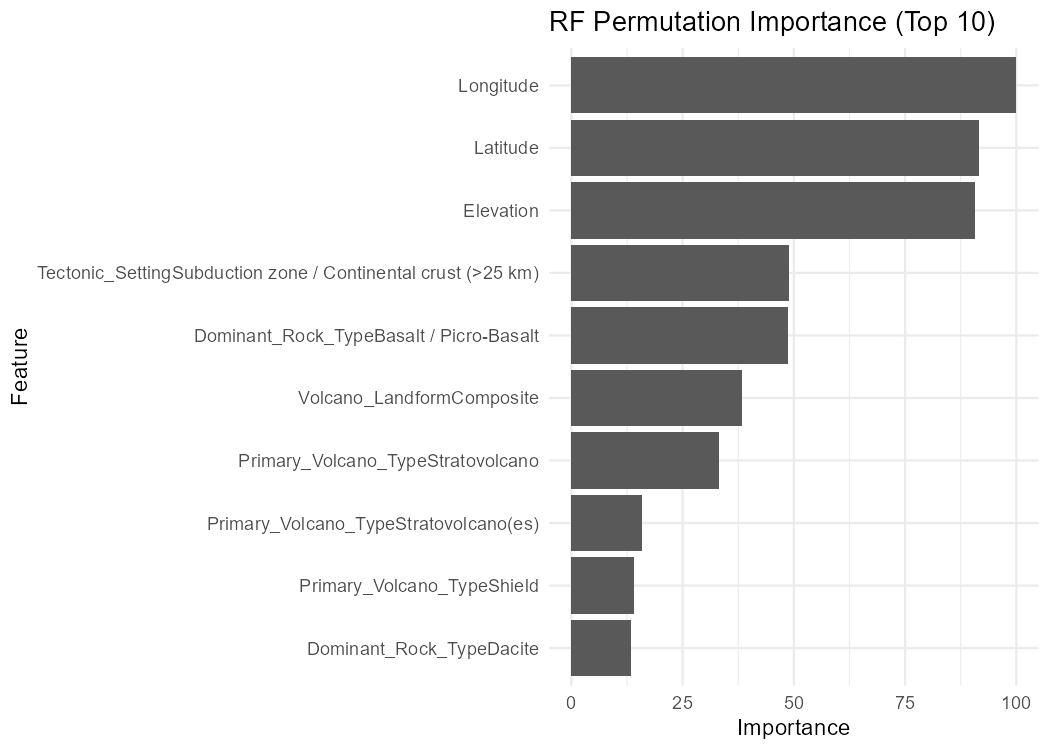 RF Permutation Importance (Top 10)
Longitude
Latitude
Elevation
Tectonic_SettingSubduction zone / Continental crust (>25 km)
Dominant_Rock_TypeBasalt / Picro-Basalt
Volcano_LandformComposite
Primary_Volcano_TypeStratovolcano
Primary_Volcano_TypeStratovolcano(es)
Primary_Volcano_TypeShield
Dominant_Rock_TypeDacite
Feature
0 25 50 75 100
Importance